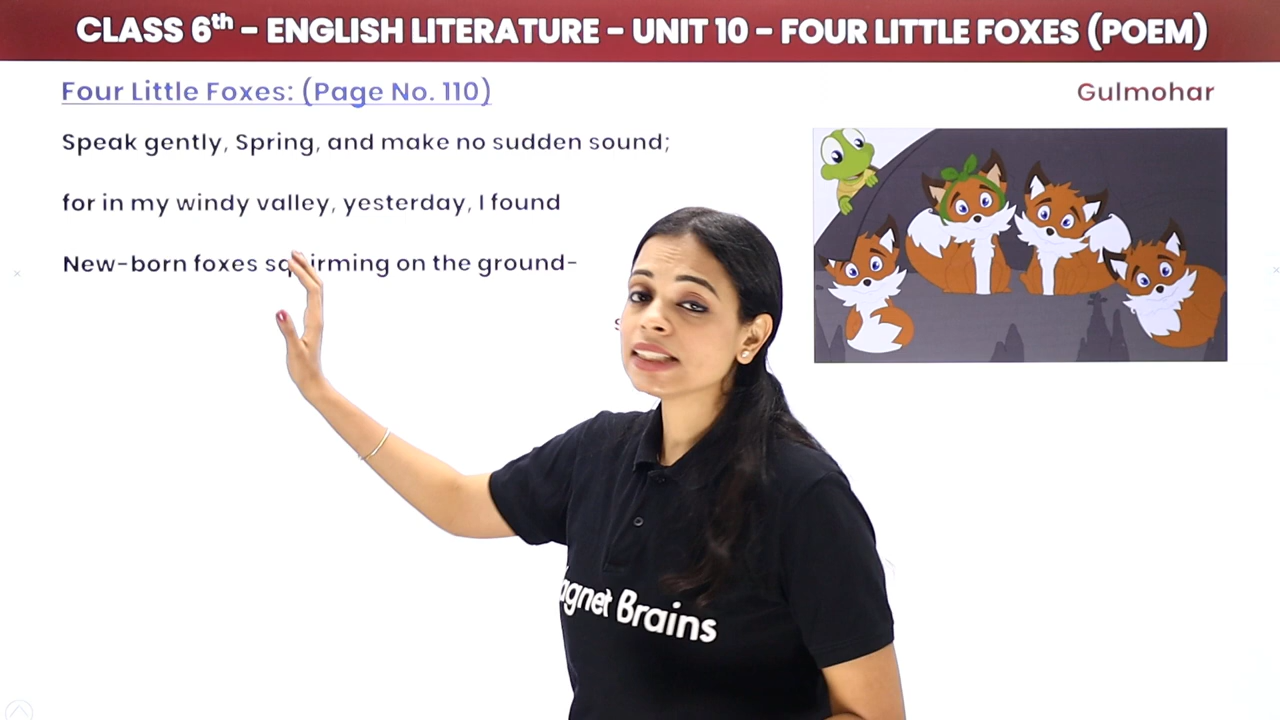 CLASS 6th - ENGLISH LITERATURE - UNIT 10 - FOUR LITTLE FOXES (POEM)
Four Little Foxes: (Page No. 110)
Gulmohar
Speak gently, Spring, and make no sudden sound;
for in my windy valley, yesterday, I found
New-born foxes squirming on the ground-
agnet Brains